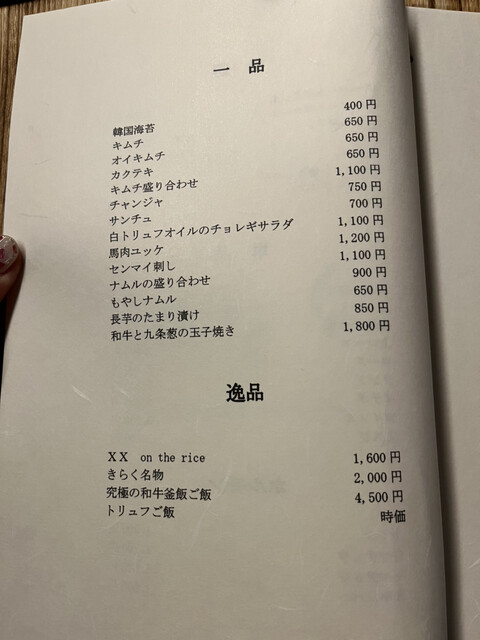 一 品
韓国海苔 400円
キムチ 650円
オイキムチ 650円
カクテキ 650円
キムチ盛り合わせ 1,100円
チャンジャ 750円
サンチュ 700円
白トリュフオイルのチョレギサラダ 1,100円
馬肉ユッケ 1,200円
センマイ刺し 1,100円
ナムルの盛り合わせ 900円
もやしナムル 650円
長芋のたまり漬け 850円
和牛と九条葱の玉子焼き 1,800円
逸品
XX on the rice 1,600円
きらく名物 2,000円
究極の和牛釜飯ご飯 4,500円
トリュフご飯 時価